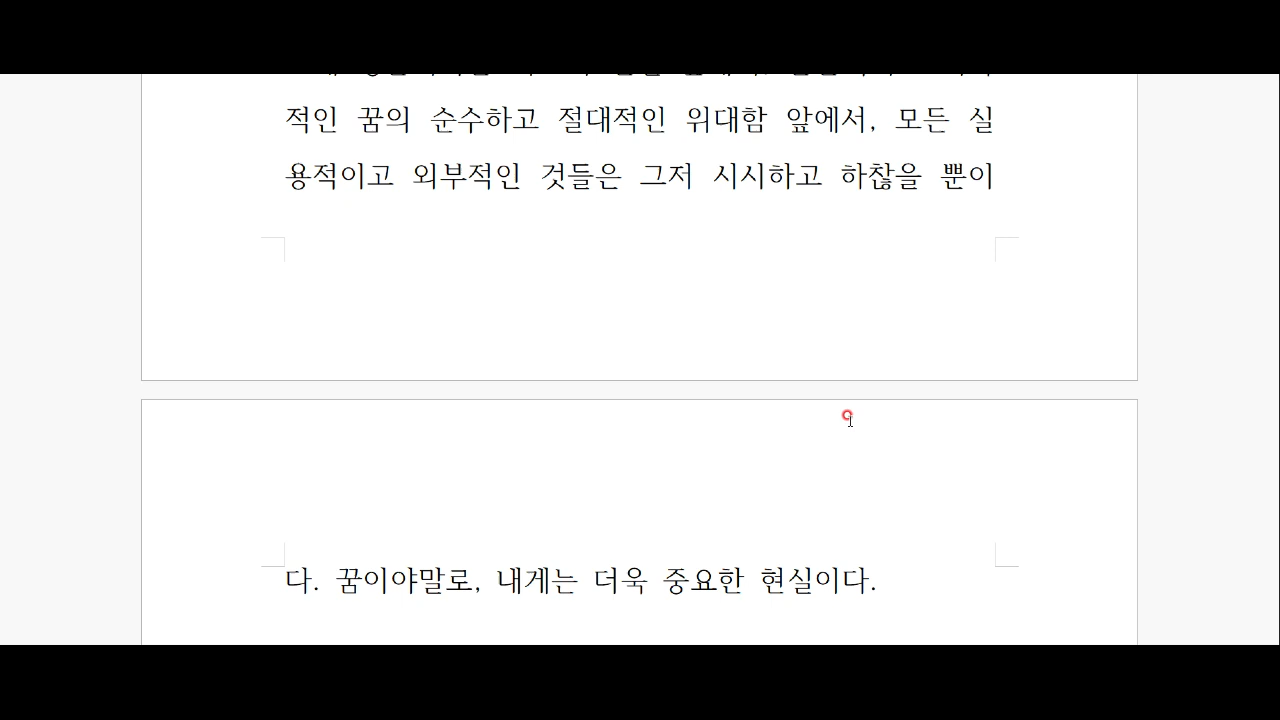 적인 꿈의 순수하고 절대적인 위대함 앞에서, 모든 실
용적이고 외부적인 것들은 그저 시시하고 하찮을 뿐이
다. 꿈이야말로, 내게는 더욱 중요한 현실이다.